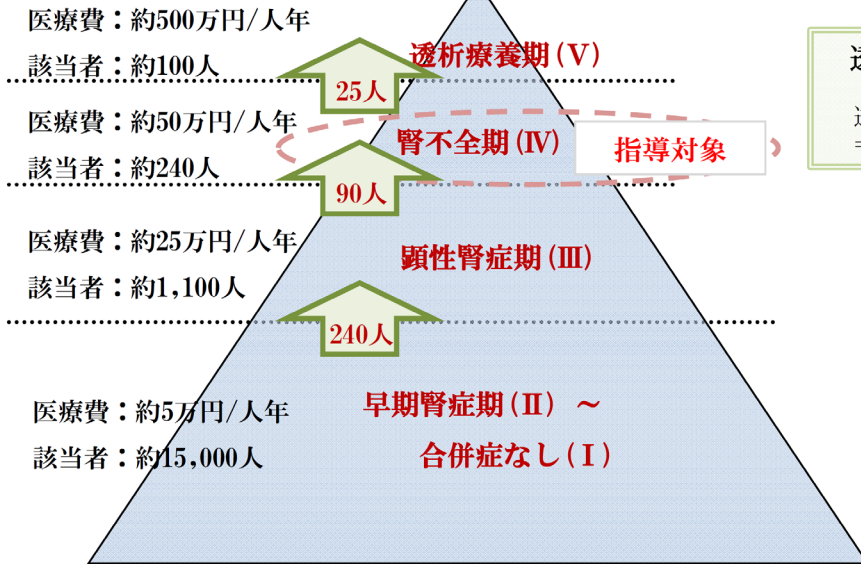 医療費：約500万円/人年
該当者：約100人
透析療養期(Ⅴ)
25人
医療費：約50万円/人年
該当者：約240人
腎不全期(Ⅳ)
指導対象
90人
医療費：約25万円/人年
該当者：約1,100人
顕性腎症期(Ⅲ)
240人
医療費：約5万円/人年
該当者：約15,000人
早期腎症期(Ⅱ) ～
合併症なし(Ⅰ)